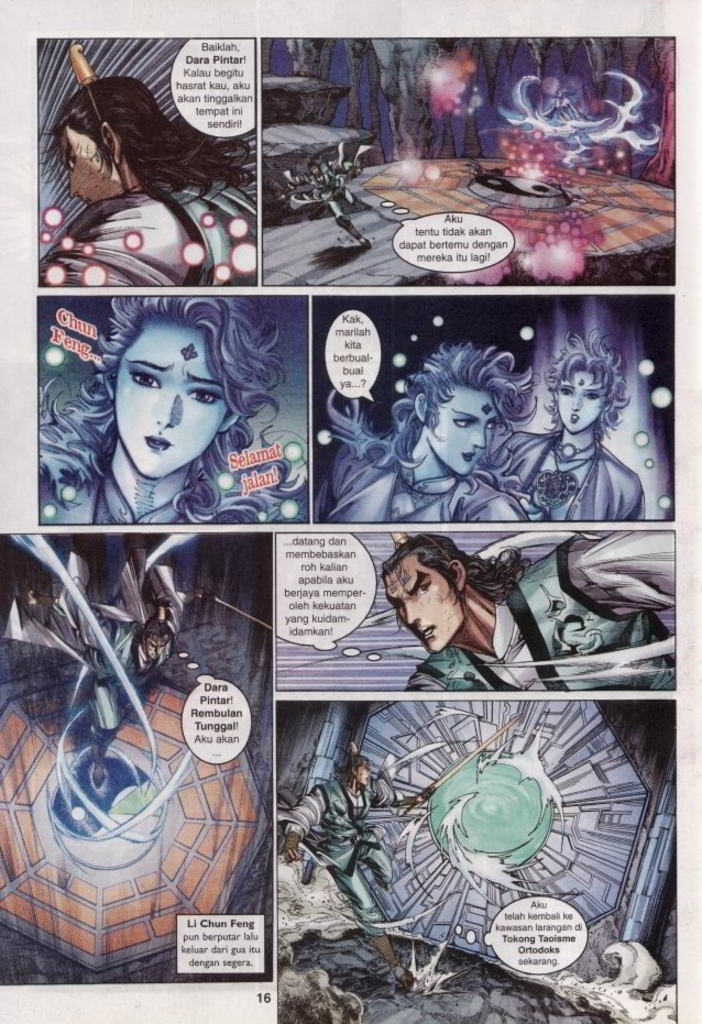 Baiklah,
Dara Pintar!
Kalau begitu
hasrat kau, aku
akan tinggalkan
tempat ini
sendiri!
Aku
tentu tidak akan
dapat bertemu dengan
mereka itu lagi!
Chun
Feng...
Selamat
jalan!
Kak,
marilah
kita
berbual-
bual
ya...?
Dara
Pintar!
Rembulan
Tunggal!
Aku akan
...
...datang dan
membebaskan
roh kalian
apabila aku
berjaya memper-
oleh kekuatan
yang kuidam-
idamkan!
Li Chun Feng
pun berputar lalu
keluar dari gua itu
dengan segera.
Aku
telah kembali ke
kawasan larangan di
Tokong Taoisme
Ortodoks
sekarang.
16